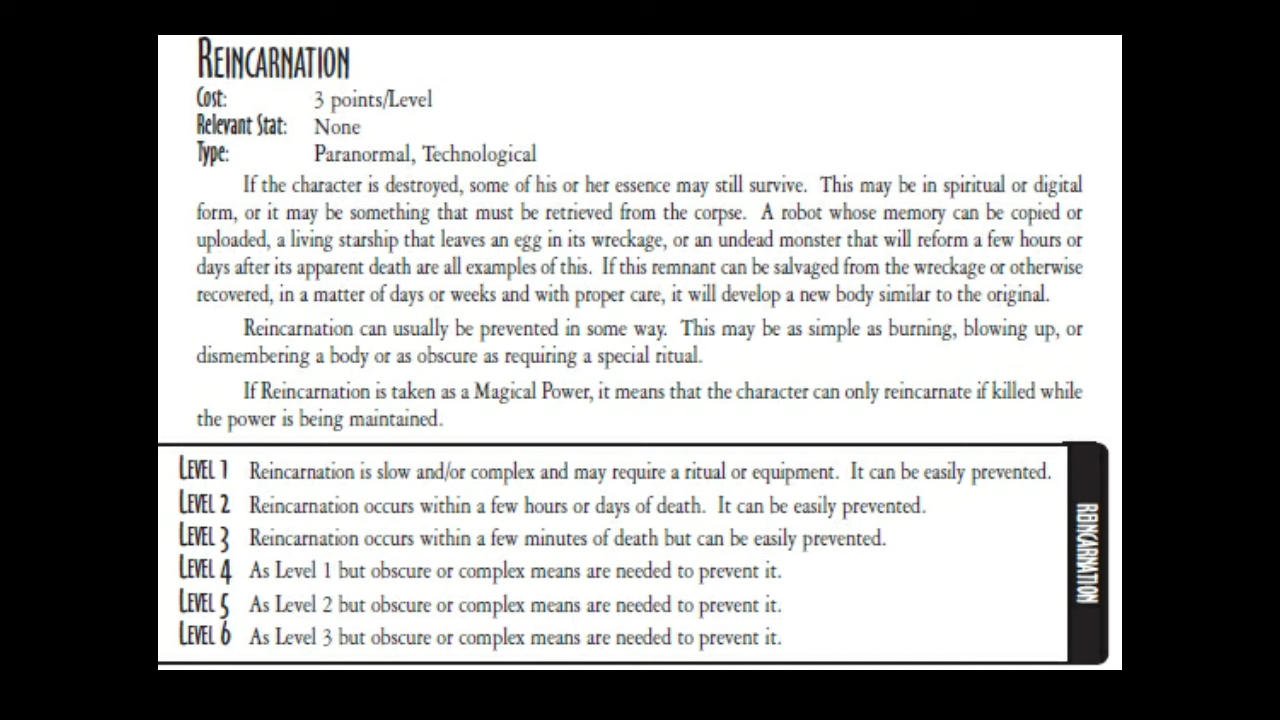 REINCARNATION
Cost: 3 points/Level
Relevant Stat: None
Type: Paranormal, Technological
If the character is destroyed, some of his or her essence may still survive. This may be in spiritual or digital
form, or it may be something that must be retrieved from the corpse. A robot whose memory can be copied or
uploaded, a living starship that leaves an egg in its wreckage, or an undead monster that will reform a few hours or
days after its apparent death are all examples of this. If this remnant can be salvaged from the wreckage or otherwise
recovered, in a matter of days or weeks and with proper care, it will develop a new body similar to the original.
Reincarnation can usually be prevented in some way. This may be as simple as burning, blowing up, or
dismembering a body or as obscure as requiring a special ritual.
If Reincarnation is taken as a Magical Power, it means that the character can only reincarnate if killed while
the power is being maintained.
LEVEL 1 Reincarnation is slow and/or complex and may require a ritual or equipment. It can be easily prevented.
LEVEL 2 Reincarnation occurs within a few hours or days of death. It can be easily prevented.
LEVEL 3 Reincarnation occurs within a few minutes of death but can be easily prevented.
LEVEL 4 As Level 1 but obscure or complex means are needed to prevent it.
LEVEL 5 As Level 2 but obscure or complex means are needed to prevent it.
LEVEL 6 As Level 3 but obscure or complex means are needed to prevent it.
REINCARNATION